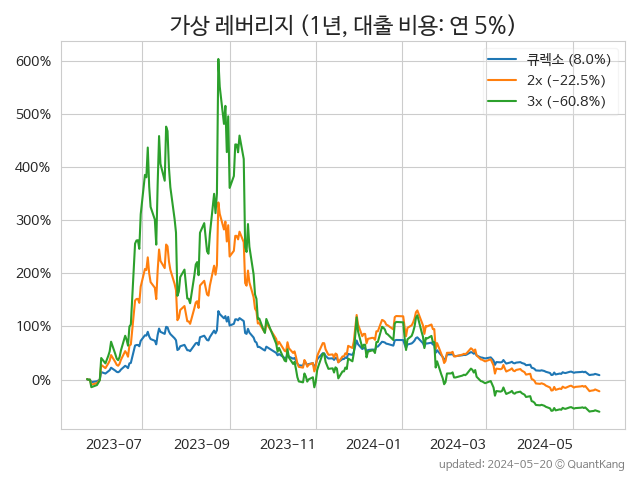 가상 레버리지 (1년, 대출 비용: 연 5%)
600%
500%
400%
300%
200%
100%
0%
큐렉소 (8.0%)
2x (-22.5%)
3x (-60.8%)
2023-07
2023-09
2023-11
2024-01
2024-03
2024-05
updated: 2024-05-20 © QuantKang